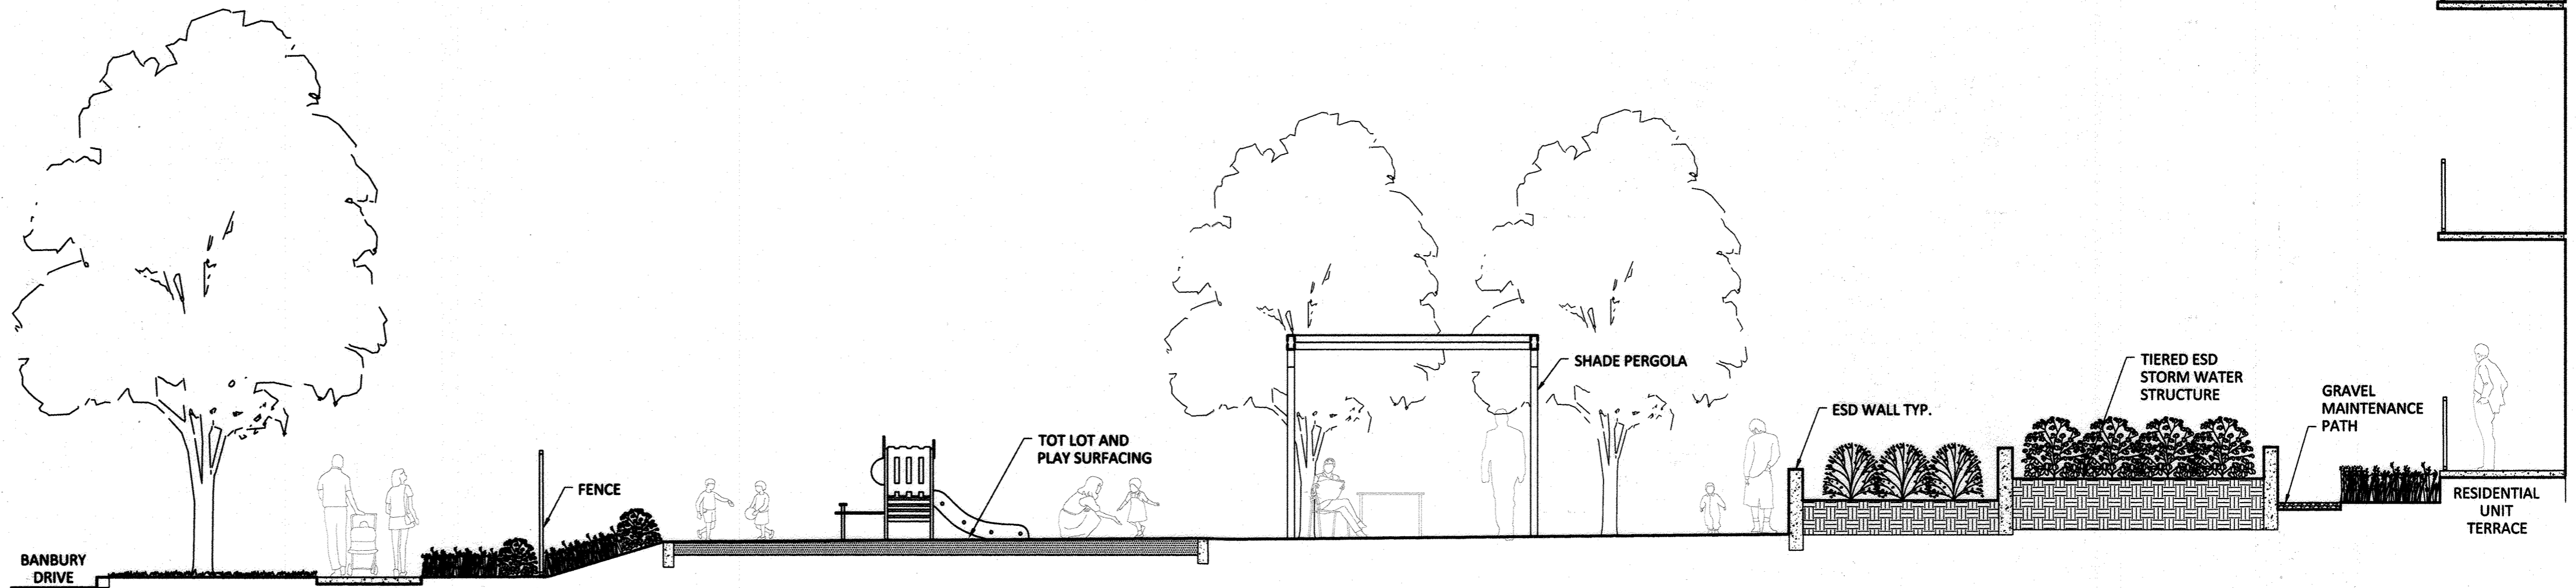 BANBURY
DRIVE
FENCE
TOT LOT AND
PLAY SURFACING
SHADE PERGOLA
ESD WALL TYP.
TIERED ESD
STORM WATER
STRUCTURE
GRAVEL
MAINTENANCE
PATH
RESIDENTIAL
UNIT
TERRACE